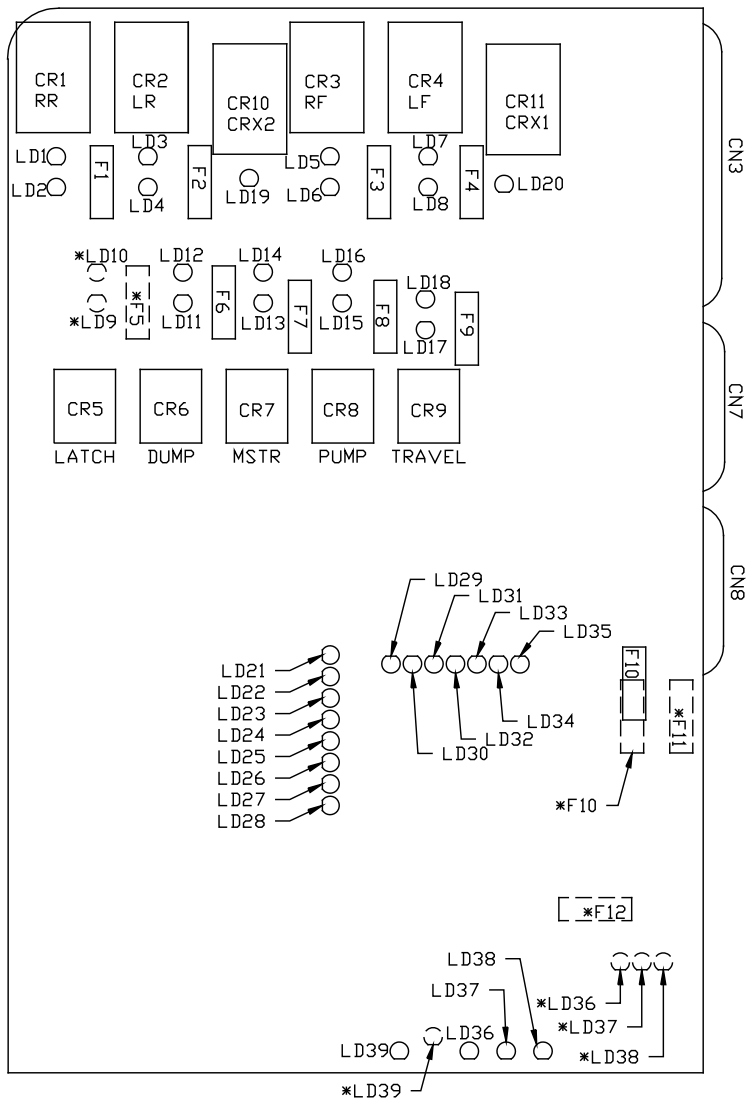 CR1
RR
CR2
LR
CR10
CRX2
CR3
RF
CR4
LF
CR11
CRX1
CN3
LD1
LD2
F1
LD3
LD4
F2
LD19
LD5
LD6
F3
LD7
LD8
F4
LD20
*LD10
*LD9
*F5
LD12
LD11
F6
LD14
LD13
F7
LD16
LD15
F8
LD18
LD17
F9
CN7
CR5
LATCH
CR6
DUMP
CR7
MSTR
CR8
PUMP
CR9
TRAVEL
CN8
LD29
LD31
LD33
LD35
LD34
LD32
LD30
LD21
LD22
LD23
LD24
LD25
LD26
LD27
LD28
F10
*F11
*F10
*F12
LD38
LD37
LD36
LD39
*LD39
*LD36
*LD37
*LD38